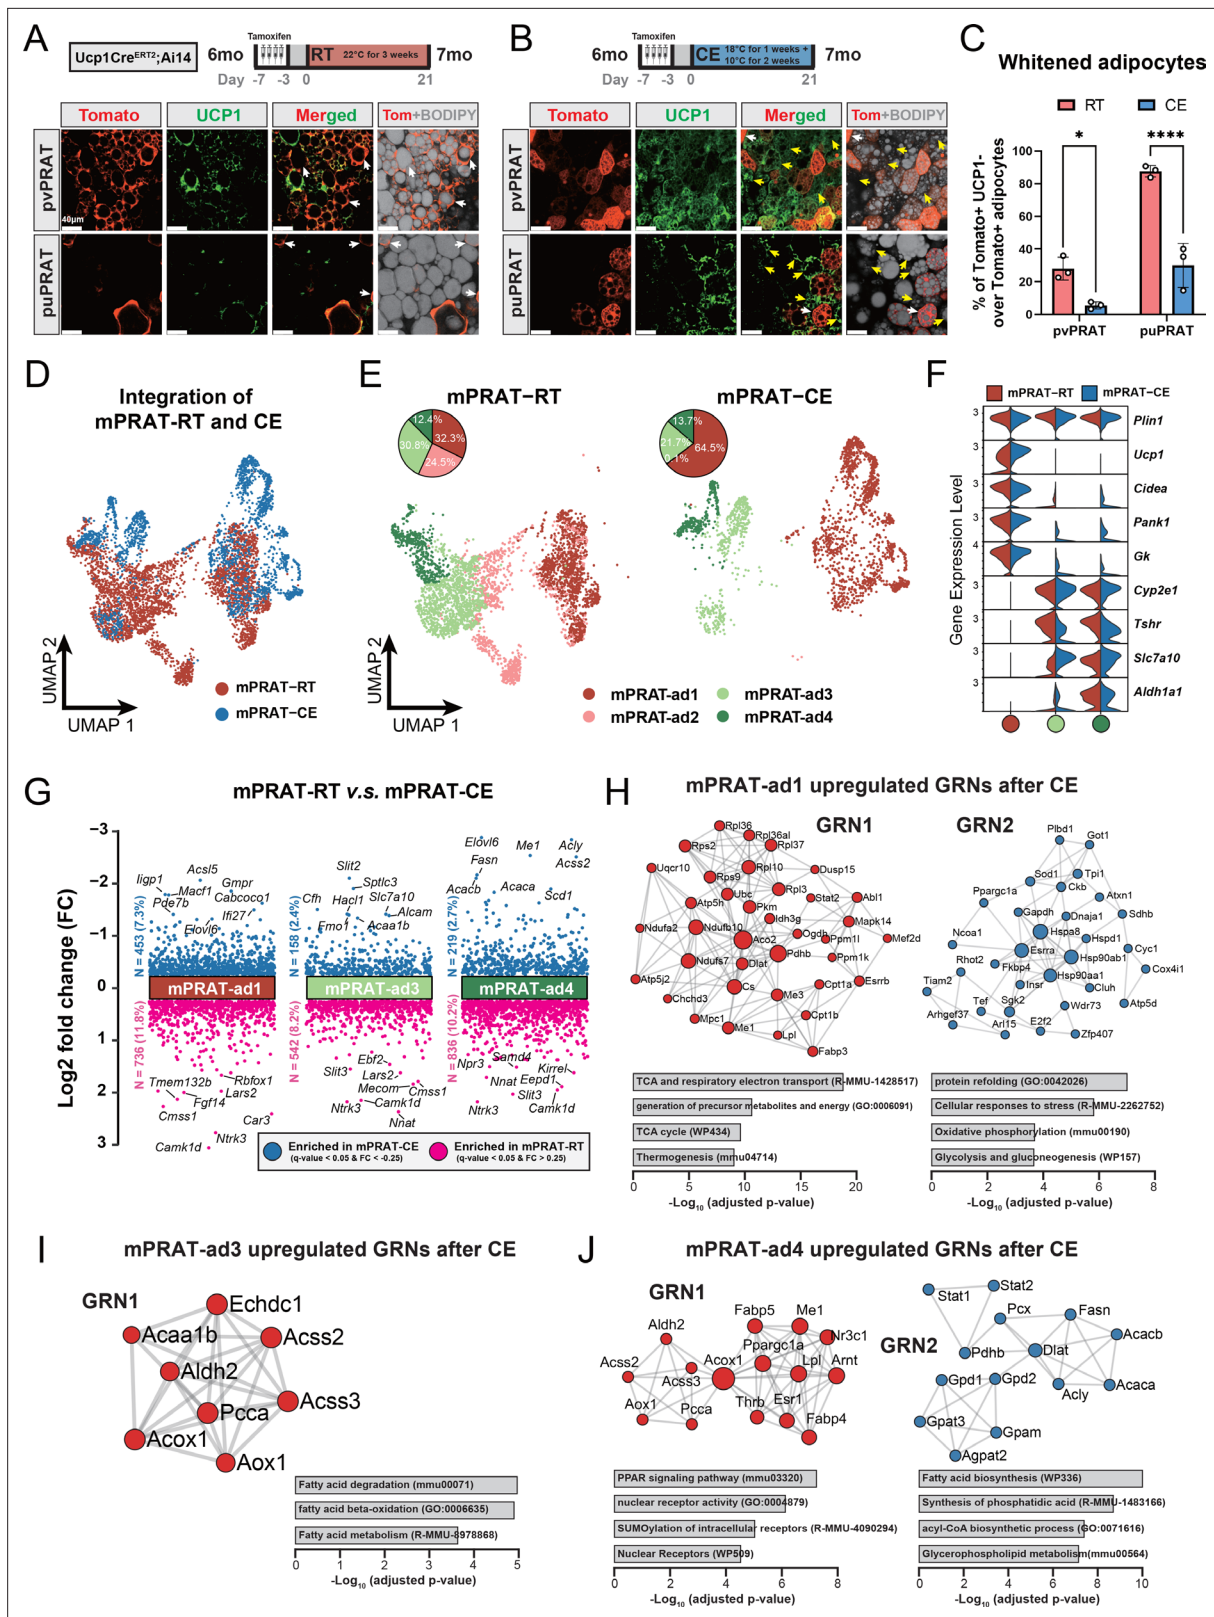 A
Ucp1Cre^ERT2;Ai14
Tamoxifen
6mo
RT 22°C for 3 weeks
7mo
Day -7 -3 0 21
Tomato
UCP1
Merged
Tom+BODIPY
pvPRAT
40μm
puPRAT
B
Tamoxifen
6mo
CE 18°C for 1 weeks + 10°C for 2 weeks
7mo
Day -7 -3 0 21
Tomato
UCP1
Merged
Tom+BODIPY
pvPRAT
puPRAT
C
Whitened adipocytes
RT CE
* ****
% of Tomato+ UCP1-
over Tomato+ adipocytes
100
80
60
40
20
0
pvPRAT puPRAT
D
Integration of
mPRAT-RT and CE
UMAP 2
UMAP 1
mPRAT−RT
mPRAT−CE
E
mPRAT−RT
12.4%
32.3%
30.8%
24.5%
mPRAT−CE
13.7%
21.7%
64.5%
0.1%
UMAP 2
UMAP 1
mPRAT-ad1
mPRAT-ad2
mPRAT-ad3
mPRAT-ad4
F
mPRAT−RT mPRAT−CE
Gene Expression Level
3 Plin1
3 Ucp1
3 Cidea
3 Pank1
4 Gk
3 Cyp2e1
3 Tshr
3 Slc7a10
3 Aldh1a1
G
mPRAT-RT v.s. mPRAT-CE
Log2 fold change (FC)
−3
−2
−1
0
1
2
3
N = 453 (7.3%)
N = 736 (11.8%)
Iigp1
Acsl5
Macf1
Gmpr
Pde7b
Cabcoco1
Ifi27
Elovl6
mPRAT-ad1
Tmem132b
Rbfox1
Lars2
Fgf14
Cmss1
Car3
Ntrk3
Camk1d
N = 158 (2.4%)
N = 542 (8.2%)
Slit2
Sptlc3
Cfh
Hacl1
Slc7a10
Alcam
Fmo1
Acaa1b
mPRAT-ad3
Ebf2
Slit3
Lars2
Mecom
Cmss1
Ntrk3
Camk1d
Nnat
N = 219 (2.7%)
N = 836 (10.2%)
Elovl6
Me1
Acly
Fasn
Acss2
Acacb
Acaca
Scd1
mPRAT-ad4
Npr3
Samd4
Kirrel
Nnat
Eepd1
Slit3
Ntrk3
Camk1d
Enriched in mPRAT-CE
(q-value < 0.05 & FC < -0.25)
Enriched in mPRAT-RT
(q-value < 0.05 & FC > 0.25)
H
mPRAT-ad1 upregulated GRNs after CE
GRN1
Rpl36
Rpl36al
Rps2
Rpl37
Uqcr10
Rpl10
Dusp15
Rps9
Rpl3
Ubc
Stat2
Abl1
Atp5h
Pkm
Idh3g
Mapk14
Ndufa2
Ndufb10
Ogdh
Ppm1l
Mef2d
Aco2
Pdhb
Ppm1k
Ndufs7
Dlat
Atp5j2
Cs
Cpt1a
Esrrb
Chchd3
Me3
Mpc1
Me1
Cpt1b
Lpl
Fabp3
TCA and respiratory electron transport (R-MMU-1428517)
generation of precursor metabolites and energy (GO:0006091)
TCA cycle (WP434)
Thermogenesis (mmu04714)
0 5 10 15 20
-Log10 (adjusted p-value)
GRN2
Plbd1
Got1
Sod1
Tpi1
Ckb
Ppargc1a
Atxn1
Gapdh
Dnaja1
Sdhb
Ncoa1
Hspa8
Esrra
Hspd1
Cyc1
Rhot2
Hsp90ab1
Fkbp4
Cox4i1
Tiam2
Insr
Hsp90aa1
Cluh
Tef
Sgk2
Wdr73
Atp5d
Arhgef37
Arl15
E2f2
Zfp407
protein refolding (GO:0042026)
Cellular responses to stress (R-MMU-2262752)
Oxidative phosphorylation (mmu00190)
Glycolysis and gluconeogenesis (WP157)
0 2 4 6 8
-Log10 (adjusted p-value)
I
mPRAT-ad3 upregulated GRNs after CE
GRN1
Echdc1
Acaa1b
Acss2
Aldh2
Acss3
Pcca
Acox1
Aox1
Fatty acid degradation (mmu00071)
fatty acid beta-oxidation (GO:0006635)
Fatty acid metabolism (R-MMU-8978868)
0 1 2 3 4 5
-Log10 (adjusted p-value)
J
mPRAT-ad4 upregulated GRNs after CE
GRN1
Fabp5
Me1
Aldh2
Nr3c1
Ppargc1a
Acss2
Acox1
Lpl
Arnt
Acss3
Aox1
Pcca
Thrb
Esr1
Fabp4
PPAR signaling pathway (mmu03320)
nuclear receptor activity (GO:0004879)
SUMOylation of intracellular receptors (R-MMU-4090294)
Nuclear Receptors (WP509)
0 2 4 6 8
-Log10 (adjusted p-value)
GRN2
Stat1
Stat2
Pcx
Fasn
Acacb
Pdhb
Dlat
Gpd1
Gpd2
Acly
Acaca
Gpat3
Gpam
Agpat2
Fatty acid biosynthesis (WP336)
Synthesis of phosphatidic acid (R-MMU-1483166)
acyl-CoA biosynthetic process (GO:0071616)
Glycerophospholipid metabolism(mmu00564)
0 2 4 6 8 10
-Log10 (adjusted p-value)